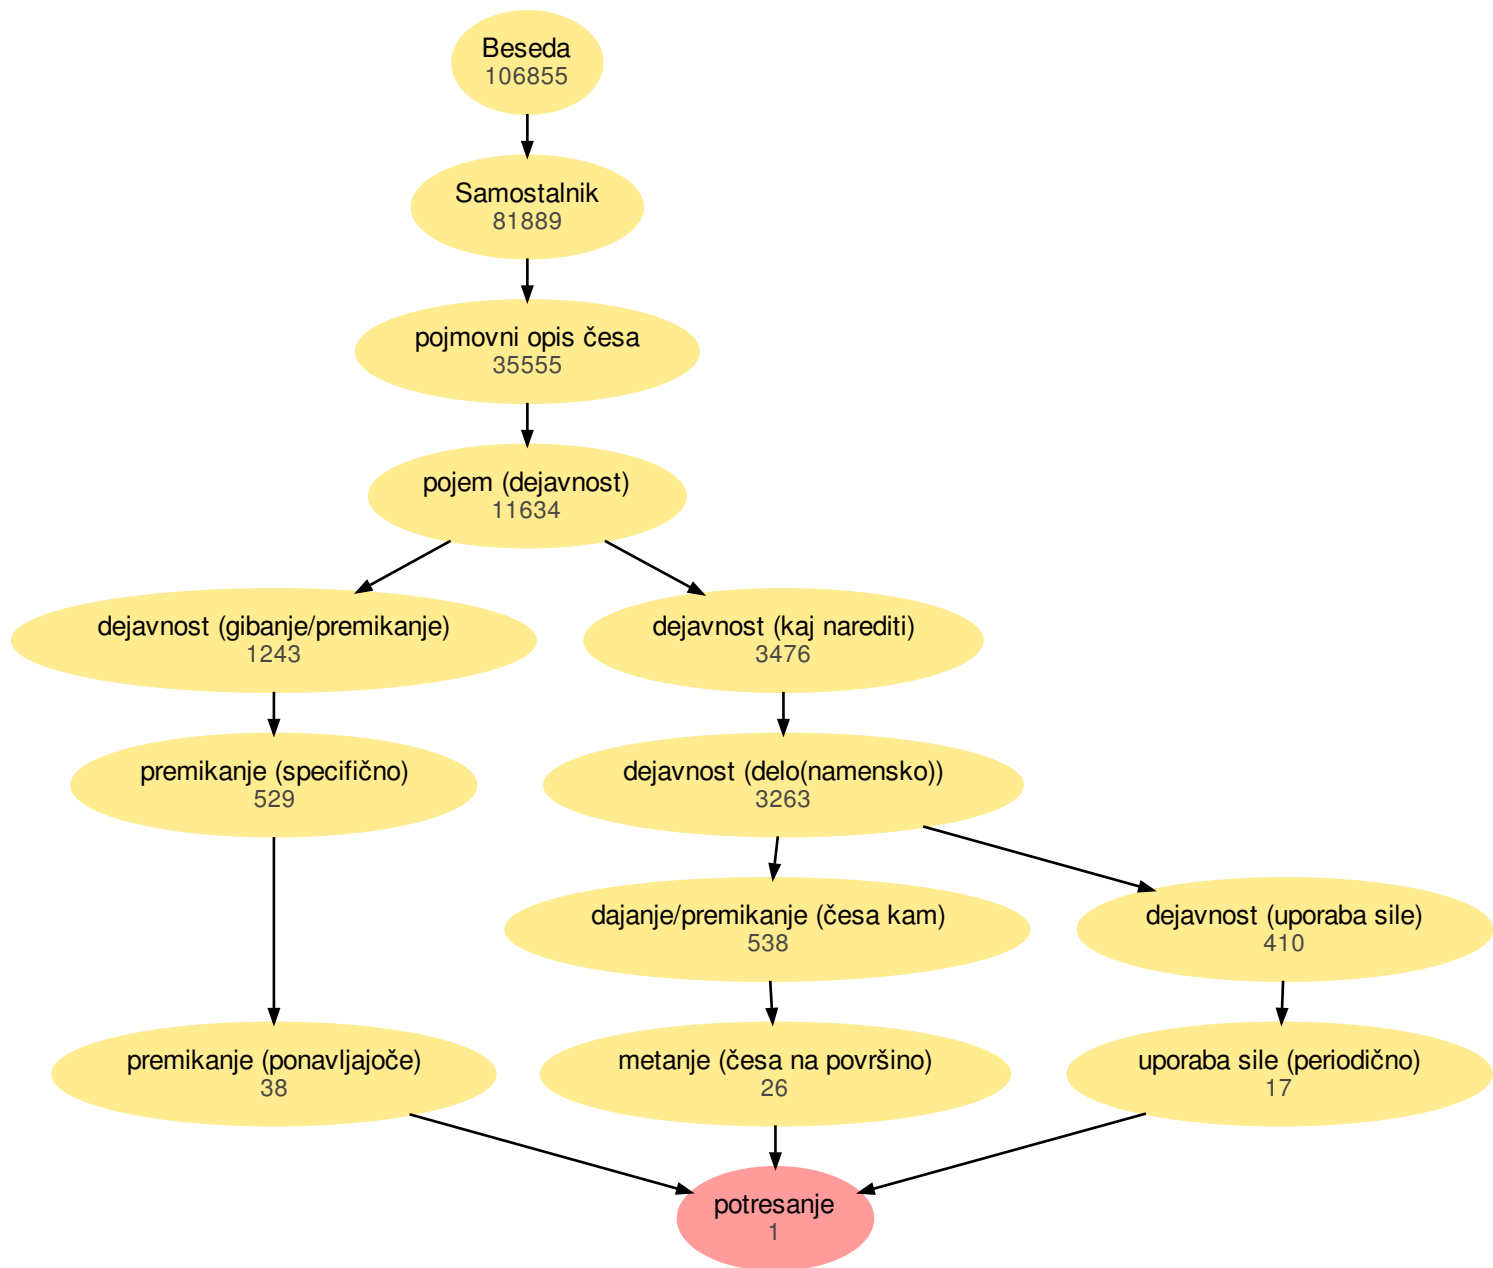 Beseda
106855
Samostalnik
81889
pojmovni opis česa
35555
pojem (dejavnost)
11634
dejavnost (gibanje/premikanje)
1243
dejavnost (kaj narediti)
3476
premikanje (specifično)
529
dejavnost (delo(namensko))
3263
dajanje/premikanje (česa kam)
538
dejavnost (uporaba sile)
410
premikanje (ponavljajoče)
38
metanje (česa na površino)
26
uporaba sile (periodično)
17
potresanje
1